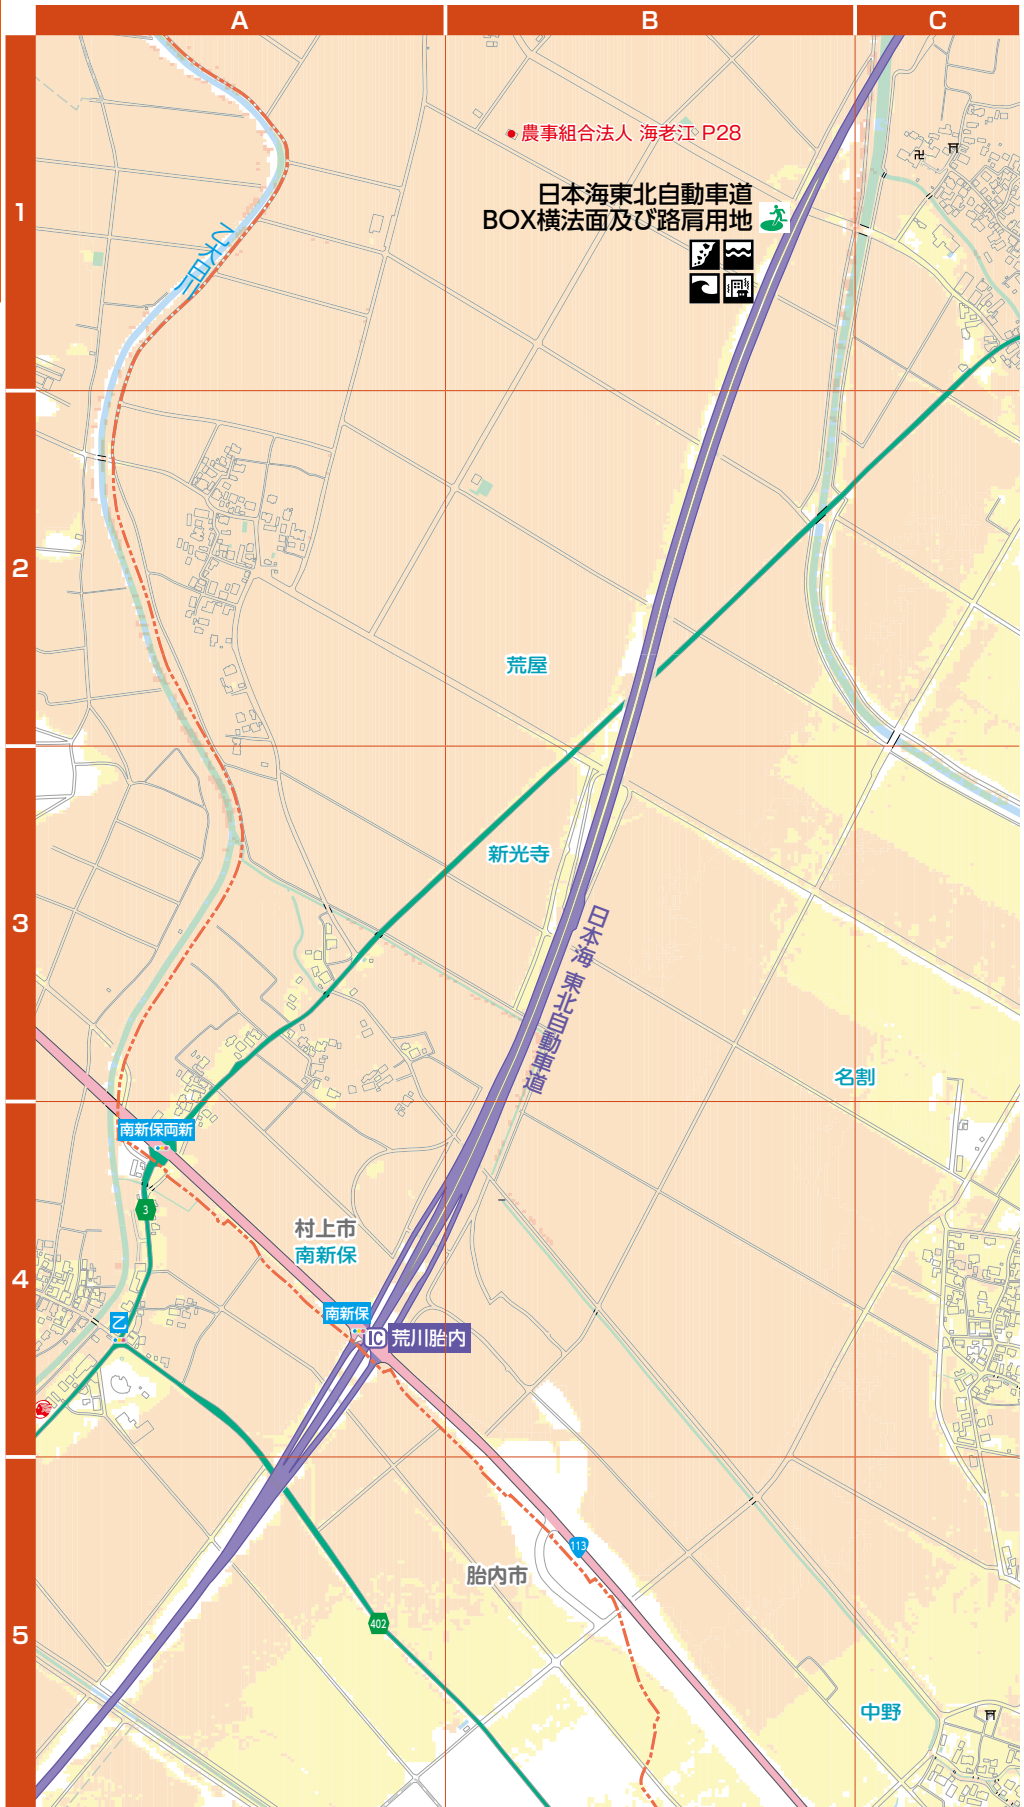 A
B
C
1
2
3
4
5
農事組合法人 海老江 P28
日本海東北自動車道
BOX横法面及び路肩用地
乙大日川
荒屋
新光寺
日本海 東北自動車道
名割
南新保両新
3
村上市
南新保
南新保
IC 荒川胎内
乙
113
胎内市
402
中野